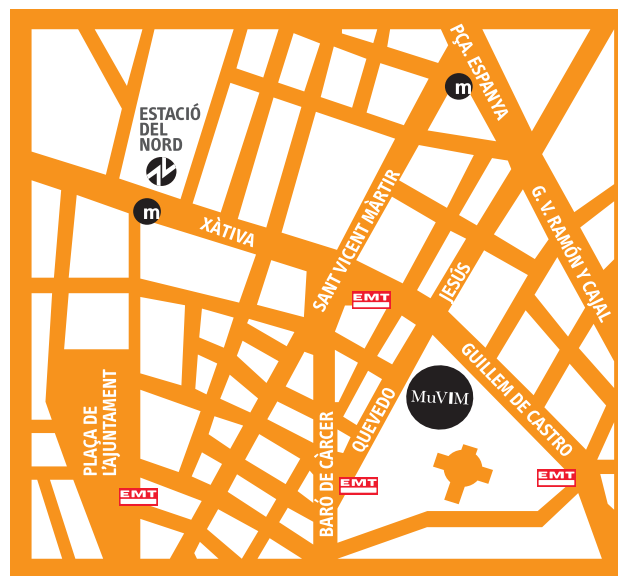 PÇA. ESPANYA
m
ESTACIÓ
DEL
NORD
m
XÀTIVA
SANT VICENT MÀRTIR
G. V. RAMÓN Y CAJAL
JESÚS
EMT
GUILLEM DE CASTRO
MuVIM
QUEVEDO
PLAÇA DE
L'AJUNTAMENT
BARÓ DE CÀRCER
EMT
EMT
EMT